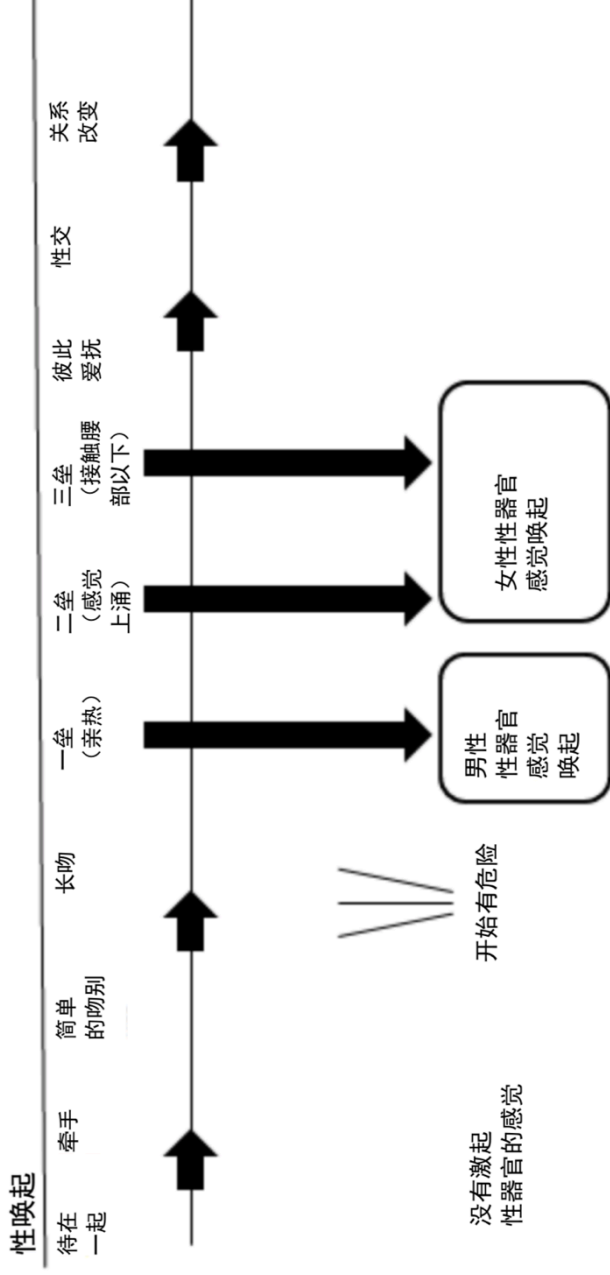 性唤起
待在
一起
牵手
简单
的吻别
长吻
一垒
（亲热）
二垒
（感觉
上涌）
三垒
（接触腰
部以下）
彼此
爱抚
性交
关系
改变
没有激起
性器官的感觉
开始有危险
男性
性器官
感觉
唤起
女性性器官
感觉唤起